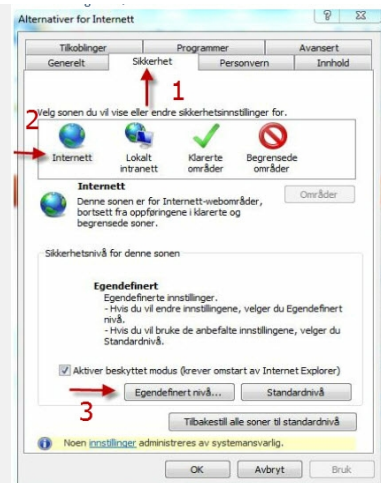 Alternativer for Internett
Tilkoblinger Programmer Avansert
Generelt Sikkerhet Personvern Innhold
1
Velg sonen du vil vise eller endre sikkerhetsinnstillinger for.
2
Internett Lokalt intranett Klarerte områder Begrensede områder
Internett
Denne sonen er for Internett-webområder,
bortsett fra oppføringene i klarerte og
begrensede soner.
Områder
Sikkerhetsnivå for denne sonen
Egendefinert
Egendefinerte innstillinger.
- Hvis du vil endre innstillingene, velger du Egendefinert
nivå.
- Hvis du vil bruke de anbefalte innstillingene, velger du
Standardnivå.
Aktiver beskyttet modus (krever omstart av Internet Explorer)
3
Egendefinert nivå... Standardnivå
Tilbakestill alle soner til standardnivå
Noen innstillinger administreres av systemansvarlig.
OK Avbryt Bruk